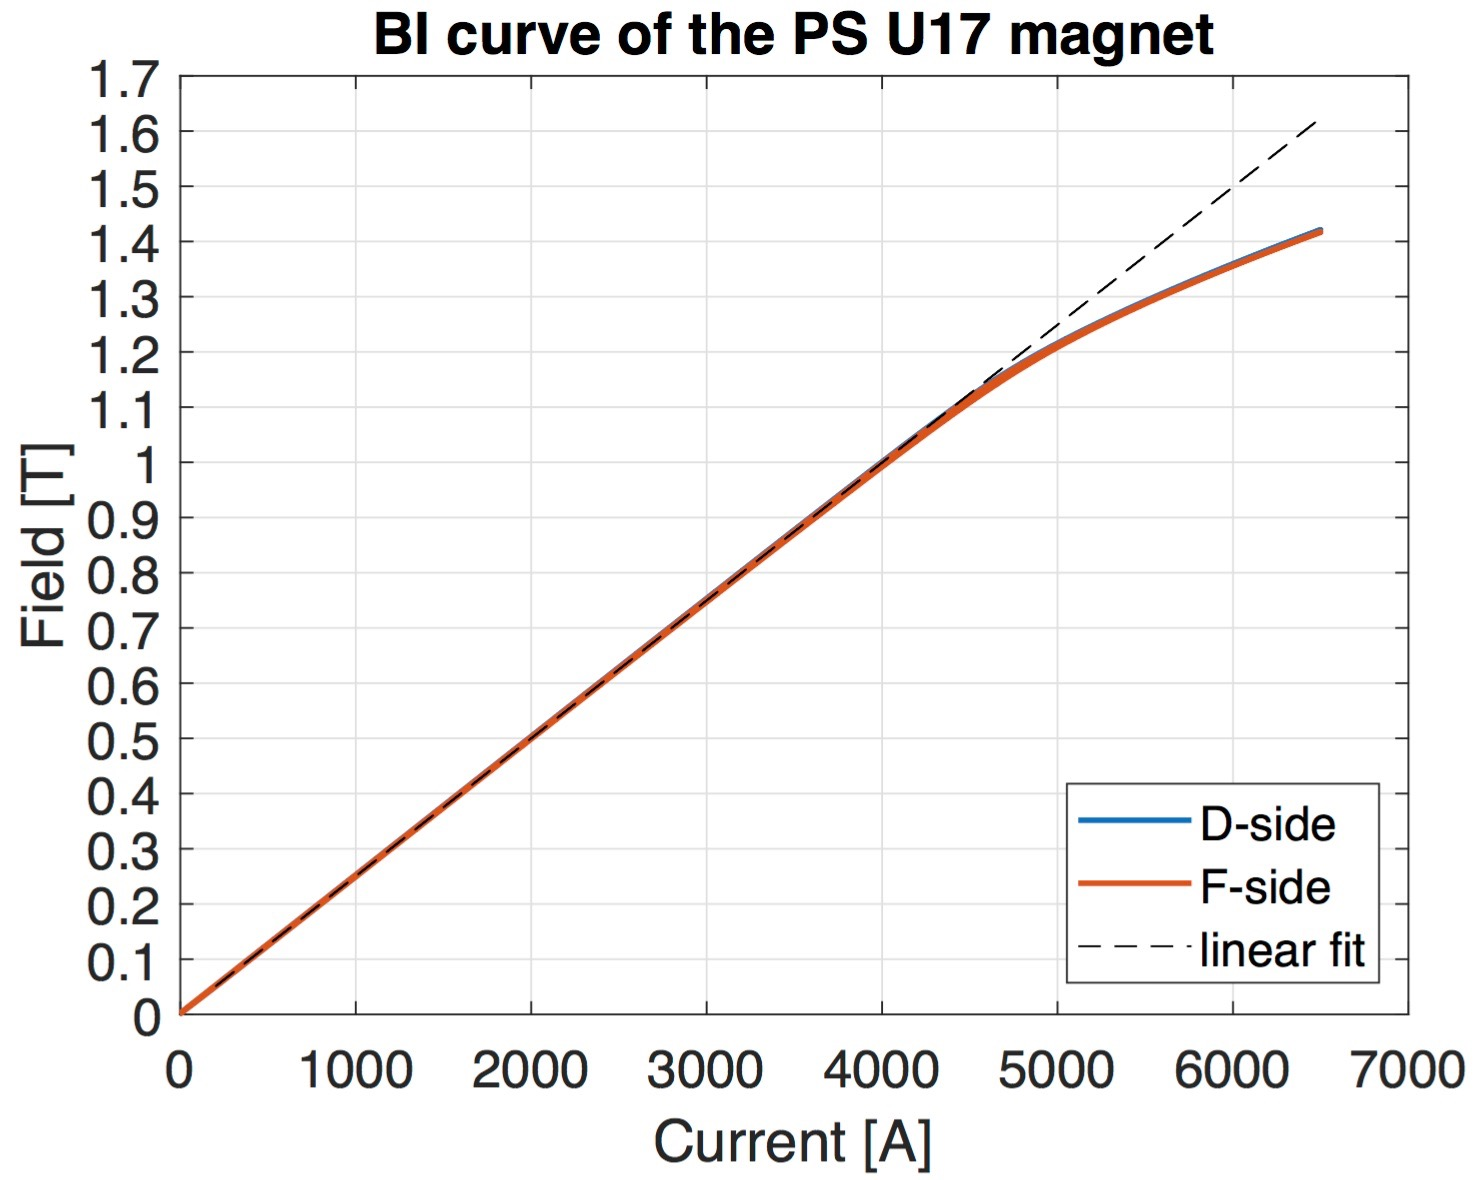 BI curve of the PS U17 magnet
1.7
1.6
1.5
1.4
1.3
1.2
1.1
1
0.9
0.8
0.7
0.6
0.5
0.4
0.3
0.2
0.1
0
Field [T]
D-side
F-side
linear fit
0 1000 2000 3000 4000 5000 6000 7000
Current [A]